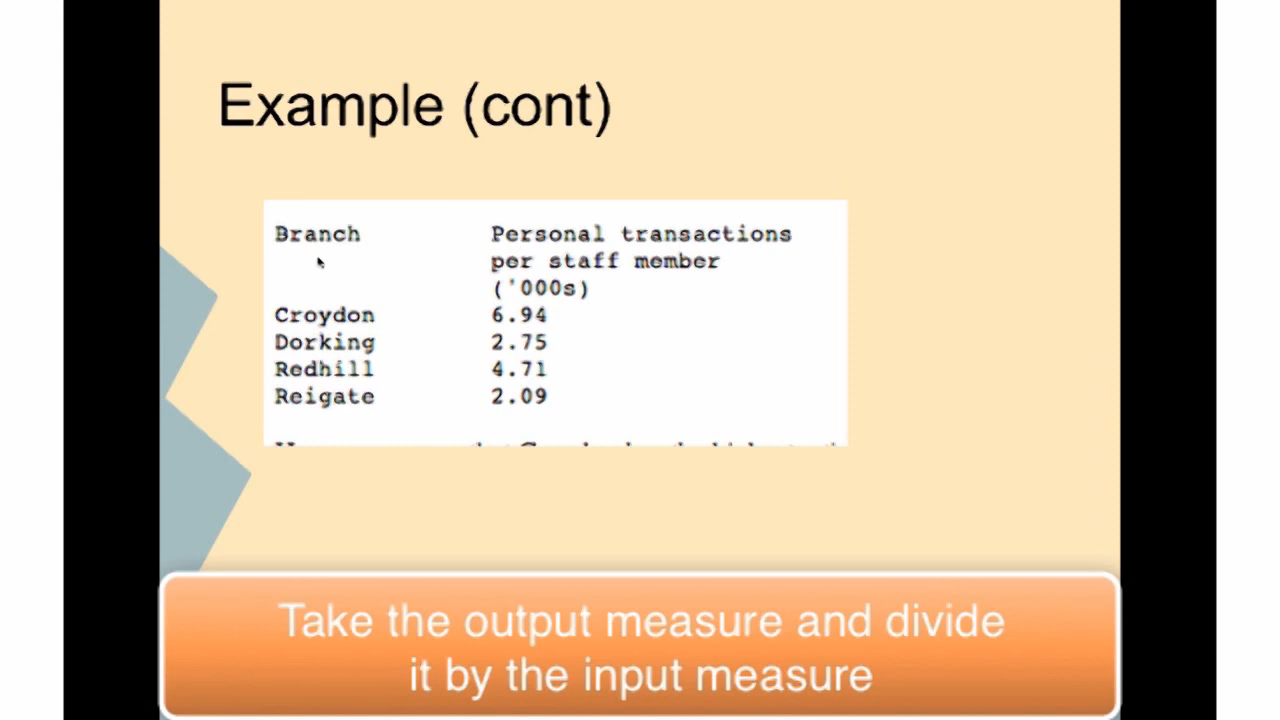 Example (cont)
Branch Personal transactions
per staff member
('000s)
Croydon 6.94
Dorking 2.75
Redhill 4.71
Reigate 2.09
Take the output measure and divide
it by the input measure